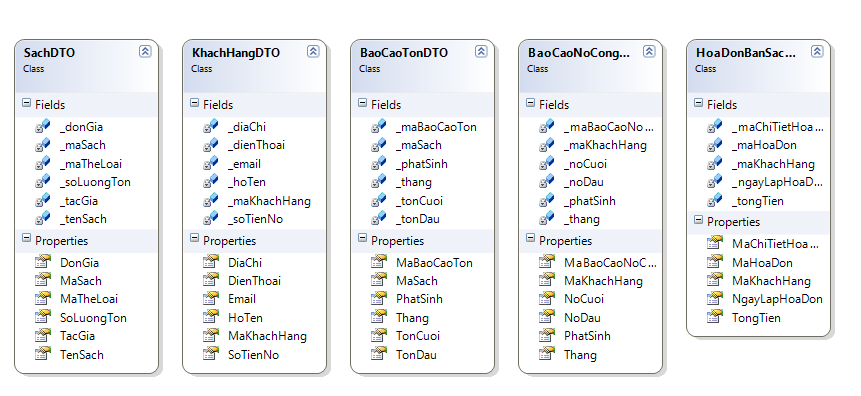 SachDTO
Class
Fields
_donGia
_maSach
_maTheLoai
_soLuongTon
_tacGia
_tenSach
Properties
DonGia
MaSach
MaTheLoai
SoLuongTon
TacGia
TenSach
KhachHangDTO
Class
Fields
_diaChi
_dienThoai
_email
_hoTen
_maKhachHang
_soTienNo
Properties
DiaChi
DienThoai
Email
HoTen
MaKhachHang
SoTienNo
BaoCaoTonDTO
Class
Fields
_maBaoCaoTon
_maSach
_phatSinh
_thang
_tonCuoi
_tonDau
Properties
MaBaoCaoTon
MaSach
PhatSinh
Thang
TonCuoi
TonDau
BaoCaoNoCong...
Class
Fields
_maBaoCaoNo...
_maKhachHang
_noCuoi
_noDau
_phatSinh
_thang
Properties
MaBaoCaoNoC...
MaKhachHang
NoCuoi
NoDau
PhatSinh
Thang
HoaDonBanSac...
Class
Fields
_maChiTietHoa...
_maHoaDon
_maKhachHang
_ngayLapHoaD...
_tongTien
Properties
MaChiTietHoa...
MaHoaDon
MaKhachHang
NgayLapHoaDon
TongTien